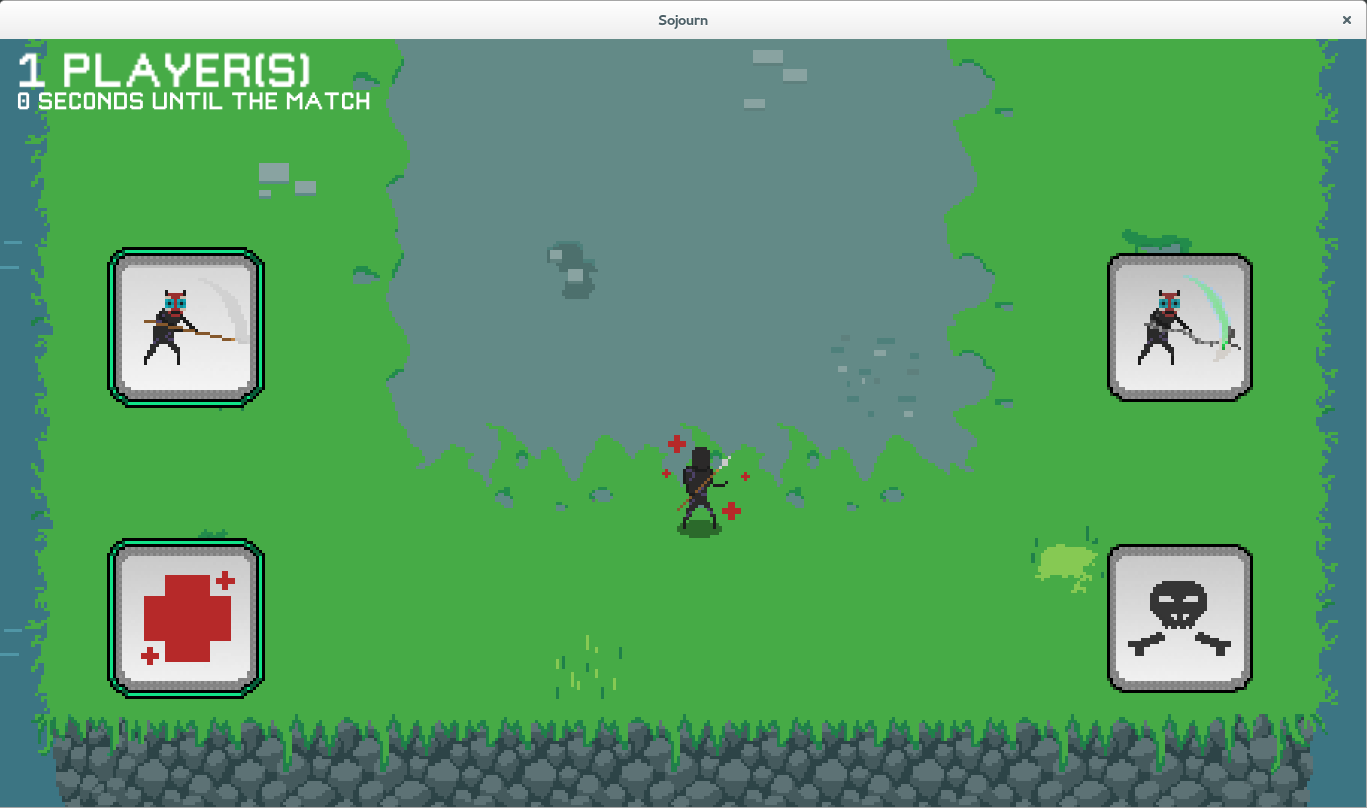 Sojourn
1 PLAYER(S)
0 SECONDS UNTIL THE MATCH